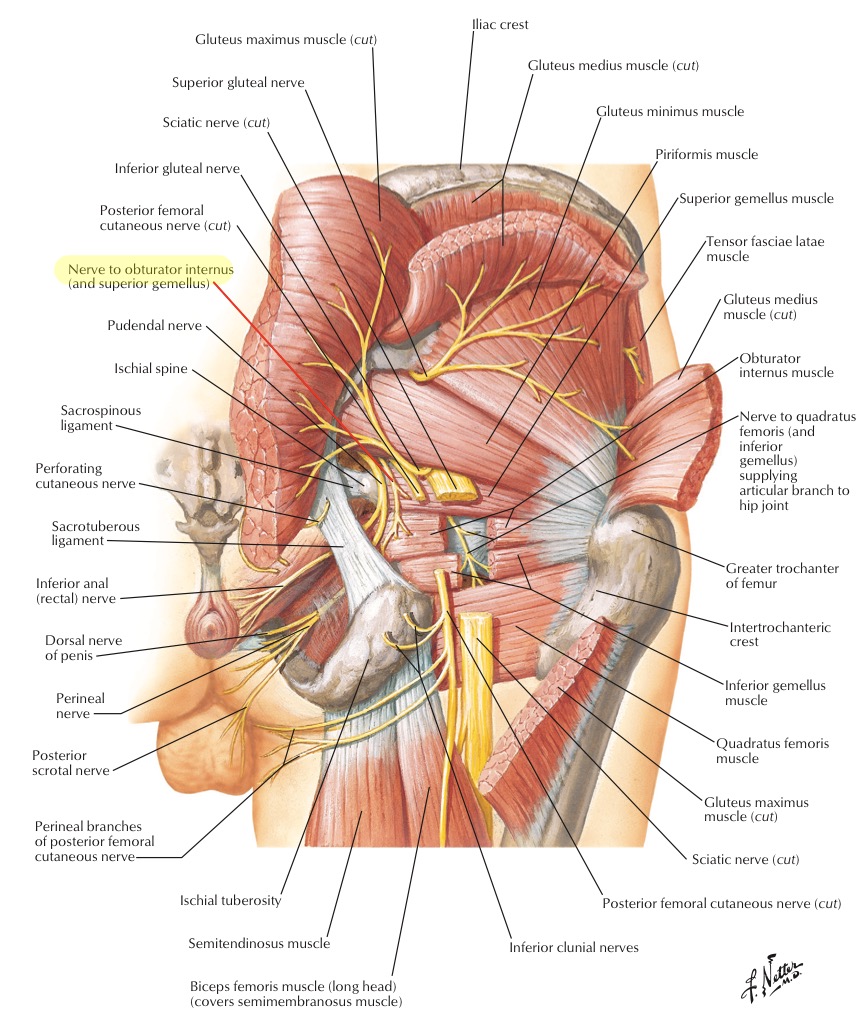 Iliac crest
Gluteus maximus muscle (cut)
Gluteus medius muscle (cut)
Superior gluteal nerve
Gluteus minimus muscle
Sciatic nerve (cut)
Piriformis muscle
Inferior gluteal nerve
Superior gemellus muscle
Posterior femoral
cutaneous nerve (cut)
Tensor fasciae latae
muscle
Nerve to obturator internus
(and superior gemellus)
Gluteus medius
muscle (cut)
Pudendal nerve
Obturator
internus muscle
Ischial spine
Nerve to quadratus
femoris (and
inferior
gemellus)
supplying
articular branch to
hip joint
Sacrospinous
ligament
Perforating
cutaneous nerve
Sacrotuberous
ligament
Greater trochanter
of femur
Inferior anal
(rectal) nerve
Intertrochanteric
crest
Dorsal nerve
of penis
Inferior gemellus
muscle
Perineal
nerve
Quadratus femoris
muscle
Posterior
scrotal nerve
Gluteus maximus
muscle (cut)
Perineal branches
of posterior femoral
cutaneous nerve
Sciatic nerve (cut)
Ischial tuberosity
Posterior femoral cutaneous nerve (cut)
Semitendinosus muscle
Inferior clunial nerves
Biceps femoris muscle (long head)
(covers semimembranosus muscle)
F. Netter
M.D.